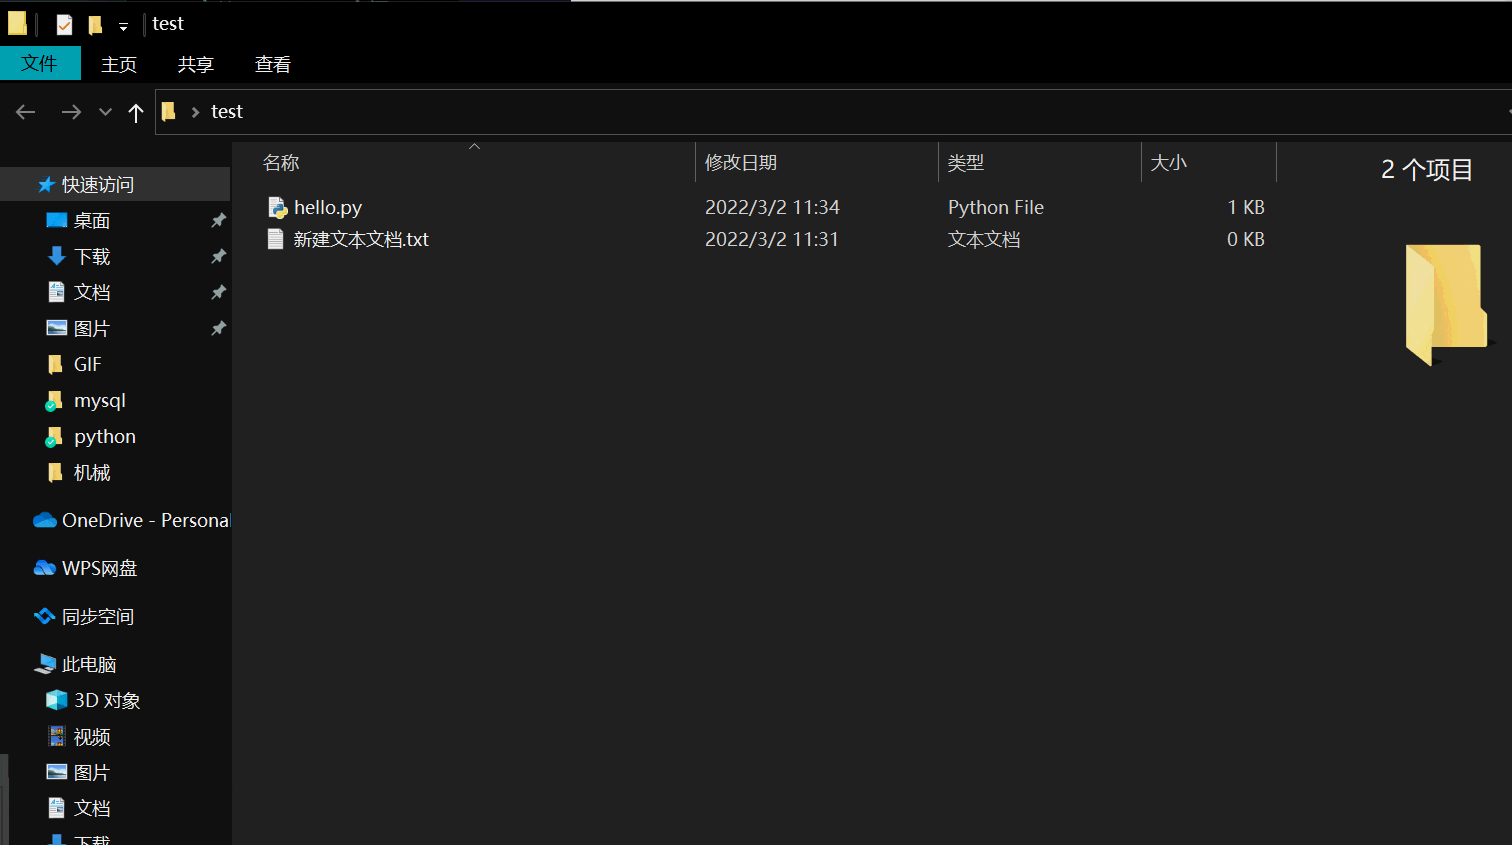 test
文件 主页 共享 查看
test
名称 修改日期 类型 大小
hello.py 2022/3/2 11:34 Python File 1 KB
新建文本文档.txt 2022/3/2 11:31 文本文档 0 KB
2 个项目
快速访问
桌面
下载
文档
图片
GIF
mysql
python
机械
OneDrive - Personal
WPS网盘
同步空间
此电脑
3D 对象
视频
图片
文档
下载